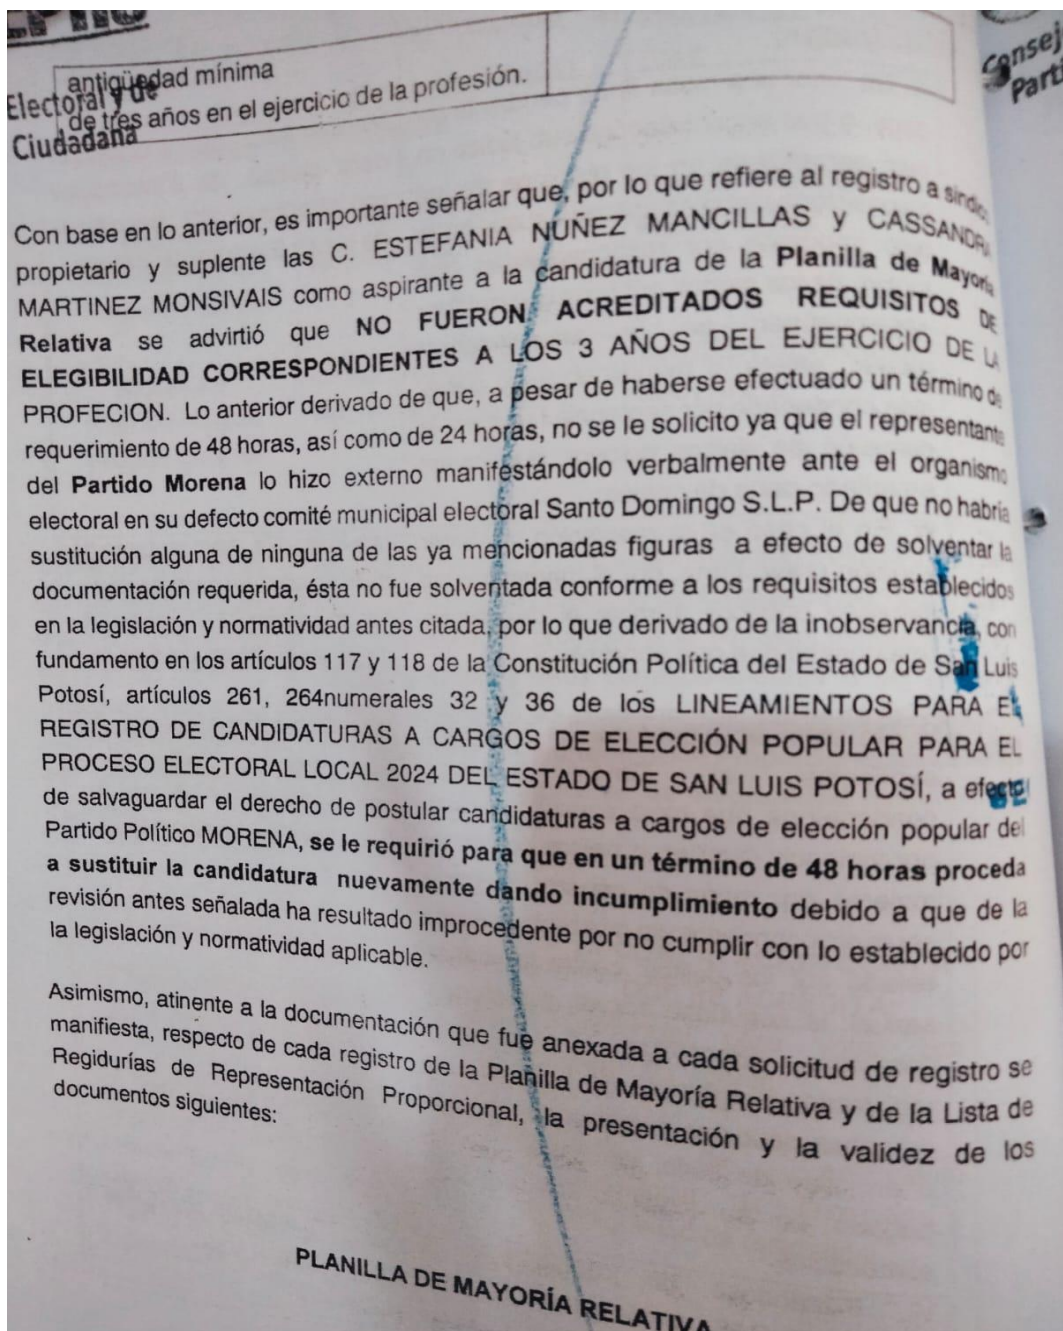 antigüedad mínima
Electoral y de
de tres años en el ejercicio de la profesión.
Ciudadana
Consej
Parti
Con base en lo anterior, es importante señalar que, por lo que refiere al registro a sindic
propietario y suplente las C. ESTEFANIA NUÑEZ MANCILLAS y CASSANDRA
MARTINEZ MONSIVAIS como aspirante a la candidatura de la Planilla de Mayoría
Relativa se advirtió que NO FUERON ACREDITADOS REQUISITOS DE
ELEGIBILIDAD CORRESPONDIENTES A LOS 3 AÑOS DEL EJERCICIO DE LA
PROFECION. Lo anterior derivado de que, a pesar de haberse efectuado un término de
requerimiento de 48 horas, así como de 24 horas, no se le solicito ya que el representante
del Partido Morena lo hizo externo manifestándolo verbalmente ante el organismo
electoral en su defecto comité municipal electoral Santo Domingo S.L.P. De que no habría
sustitución alguna de ninguna de las ya mencionadas figuras a efecto de solventar la
documentación requerida, ésta no fue solventada conforme a los requisitos establecidos
en la legislación y normatividad antes citada, por lo que derivado de la inobservancia, con
fundamento en los artículos 117 y 118 de la Constitución Política del Estado de San Luis
Potosí, artículos 261, 264numerales 32 y 36 de los LINEAMIENTOS PARA EL
REGISTRO DE CANDIDATURAS A CARGOS DE ELECCIÓN POPULAR PARA EL
PROCESO ELECTORAL LOCAL 2024 DEL ESTADO DE SAN LUIS POTOSÍ, a efecto
de salvaguardar el derecho de postular candidaturas a cargos de elección popular del
Partido Político MORENA, se le requirió para que en un término de 48 horas proceda
a sustituir la candidatura nuevamente dando incumplimiento debido a que de la
revisión antes señalada ha resultado improcedente por no cumplir con lo establecido por
la legislación y normatividad aplicable.
Asimismo, atinente a la documentación que fue anexada a cada solicitud de registro se
manifiesta, respecto de cada registro de la Planilla de Mayoría Relativa y de la Lista de
Regidurías de Representación Proporcional, la presentación y la validez de los
documentos siguientes:
PLANILLA DE MAYORÍA RELATIVA